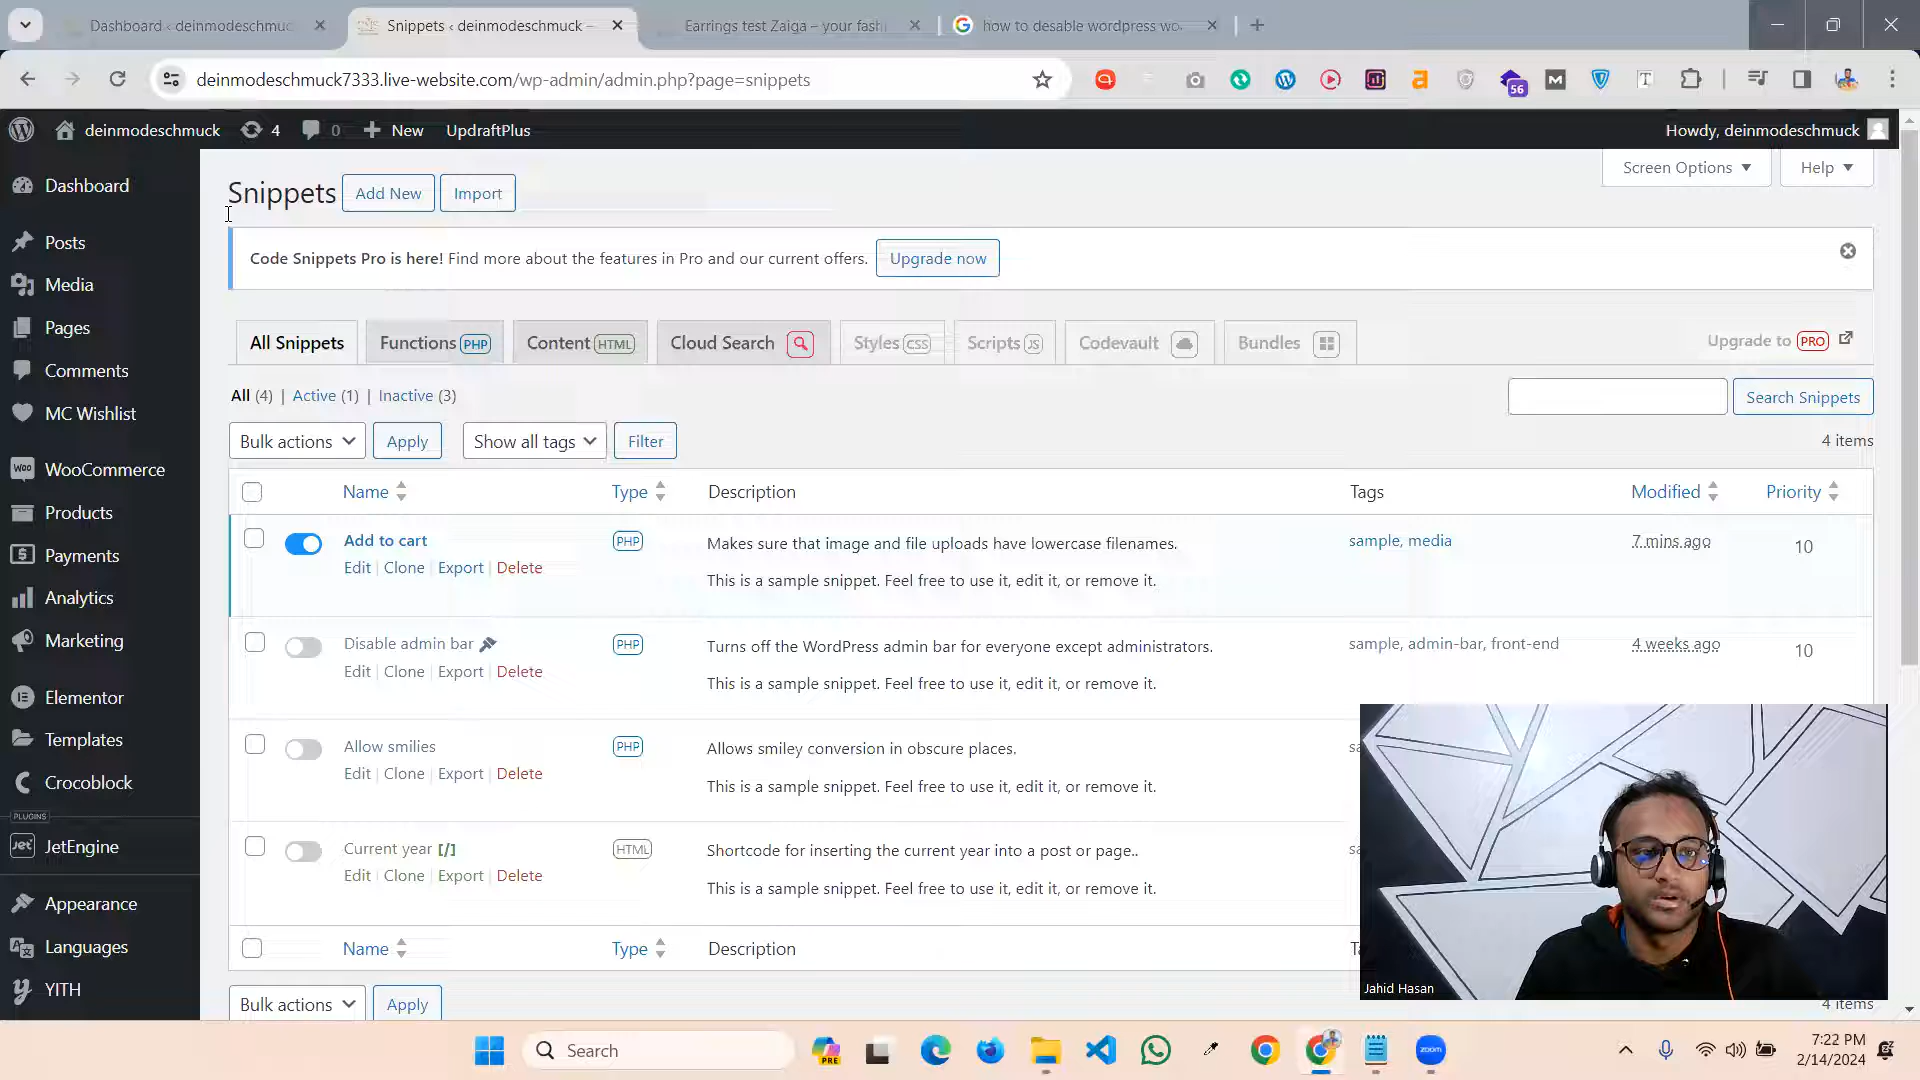 Dashboard ‹ deinmodeschmuc
Snippets ‹ deinmodeschmuck –
Earrings test Zaiga – your fashi
how to desable wordpress wo
deinmodeschmuck7333.live-website.com/wp-admin/admin.php?page=snippets
56
deinmodeschmuck
4
0
New
UpdraftPlus
Howdy, deinmodeschmuck
Dashboard
Posts
Media
Pages
Comments
MC Wishlist
WooCommerce
Products
Payments
Analytics
Marketing
Elementor
Templates
Crocoblock
PLUGINS
JetEngine
Appearance
Languages
YITH
Snippets
Add New
Import
Screen Options
Help
Code Snippets Pro is here! Find more about the features in Pro and our current offers.
Upgrade now
All Snippets
Functions PHP
Content HTML
Cloud Search
Styles CSS
Scripts JS
Codevault
Bundles
Upgrade to PRO
All (4) | Active (1) | Inactive (3)
Search Snippets
Bulk actions
Apply
Show all tags
Filter
4 items
Name
Type
Description
Tags
Modified
Priority
Add to cart
PHP
Makes sure that image and file uploads have lowercase filenames.
sample, media
7 mins ago
10
Edit | Clone | Export | Delete
This is a sample snippet. Feel free to use it, edit it, or remove it.
Disable admin bar
PHP
Turns off the WordPress admin bar for everyone except administrators.
sample, admin-bar, front-end
4 weeks ago
10
Edit | Clone | Export | Delete
This is a sample snippet. Feel free to use it, edit it, or remove it.
Allow smilies
PHP
Allows smiley conversion in obscure places.
sa
Edit | Clone | Export | Delete
This is a sample snippet. Feel free to use it, edit it, or remove it.
Current year [/]
HTML
Shortcode for inserting the current year into a post or page..
sa
Edit | Clone | Export | Delete
This is a sample snippet. Feel free to use it, edit it, or remove it.
Name
Type
Description
Ta
Bulk actions
Apply
4 items
Jahid Hasan
Search
PRE
zoom
7:22 PM
2/14/2024